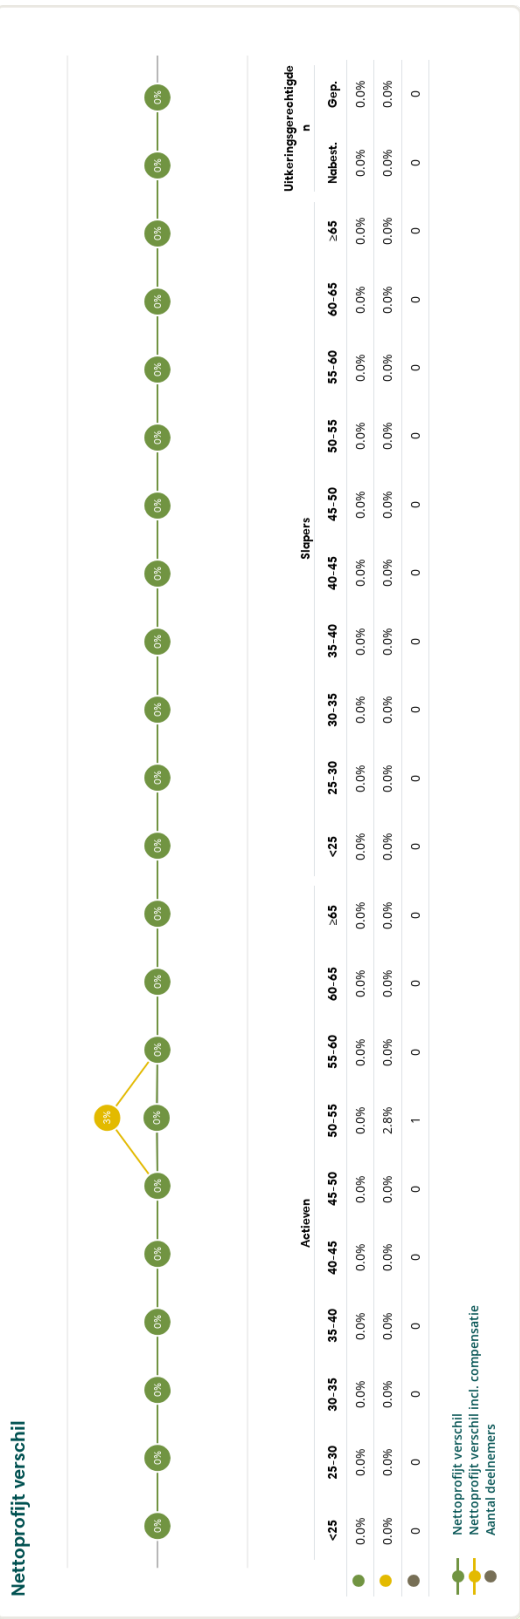 Nettoprofijt verschil
0% 0% 0% 0% 0% 0% 3% 0% 0% 0% 0% 0% 0% 0% 0% 0% 0% 0% 0% 0% 0% 0% 0%
Actieven Slapers Uitkeringsgerechtigde
n
<25 25-30 30-35 35-40 40-45 45-50 50-55 55-60 60-65 ≥65 <25 25-30 30-35 35-40 40-45 45-50 50-55 55-60 60-65 ≥65 Nabest. Gep.
0.0% 0.0% 0.0% 0.0% 0.0% 0.0% 0.0% 0.0% 0.0% 0.0% 0.0% 0.0% 0.0% 0.0% 0.0% 0.0% 0.0% 0.0% 0.0% 0.0% 0.0% 0.0%
0.0% 0.0% 0.0% 0.0% 0.0% 0.0% 2.8% 0.0% 0.0% 0.0% 0.0% 0.0% 0.0% 0.0% 0.0% 0.0% 0.0% 0.0% 0.0% 0.0% 0.0% 0.0%
0 0 0 0 0 0 1 0 0 0 0 0 0 0 0 0 0 0 0 0 0 0
Nettoprofijt verschil
Nettoprofijt verschil incl. compensatie
Aantal deelnemers